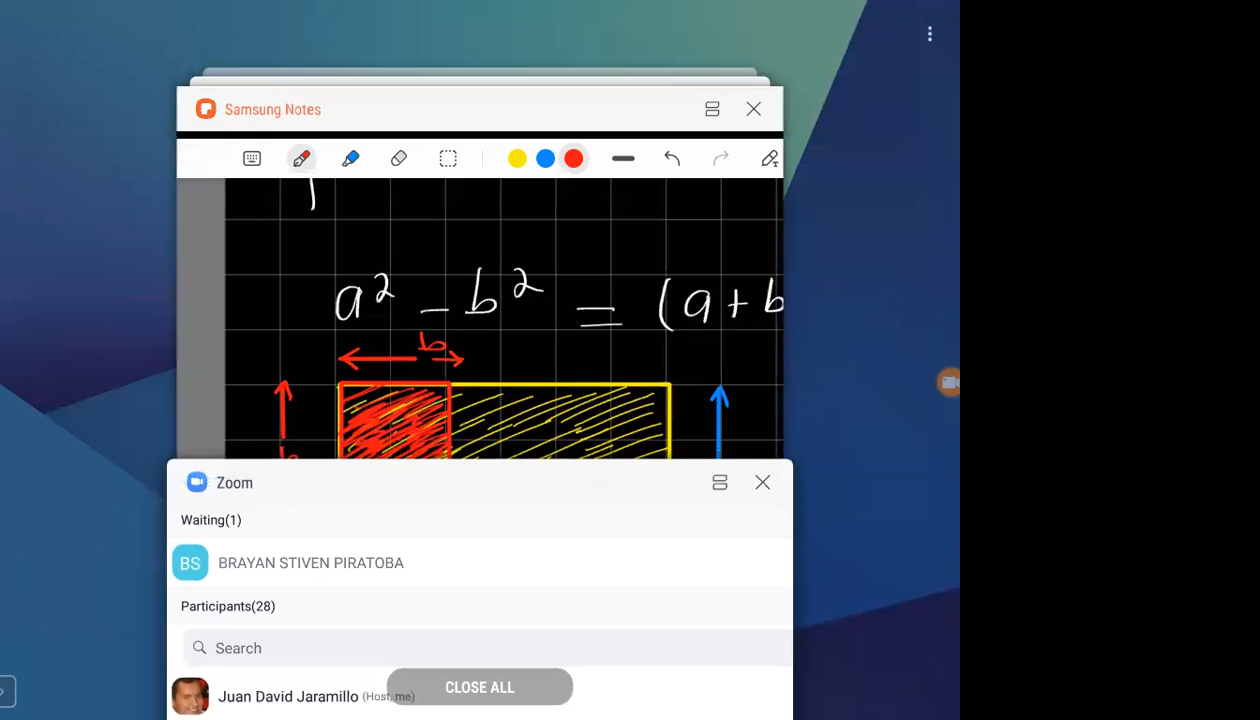 Samsung Notes
a² - b² = (a + b
b
Zoom
Waiting(1)
BS BRAYAN STIVEN PIRATOBA
Participants(28)
Search
Juan David Jaramillo (Host, me)
CLOSE ALL